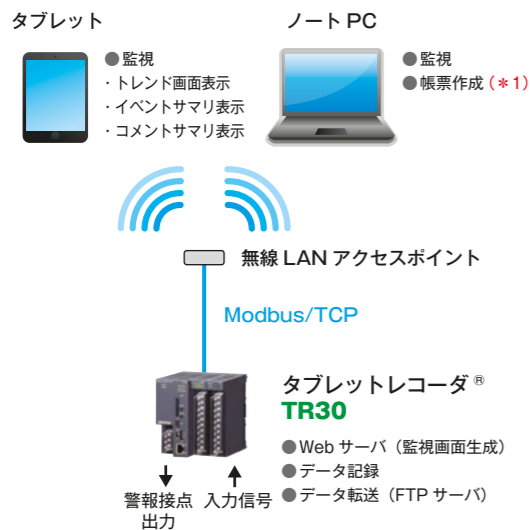 タブレット
●監視
・トレンド画面表示
・イベントサマリ表示
・コメントサマリ表示
ノート PC
●監視
●帳票作成(＊1)
無線 LAN アクセスポイント
Modbus/TCP
タブレットレコーダ ®
TR30
●Web サーバ（監視画面生成）
●データ記録
●データ転送（FTP サーバ）
警報接点
出力
入力信号